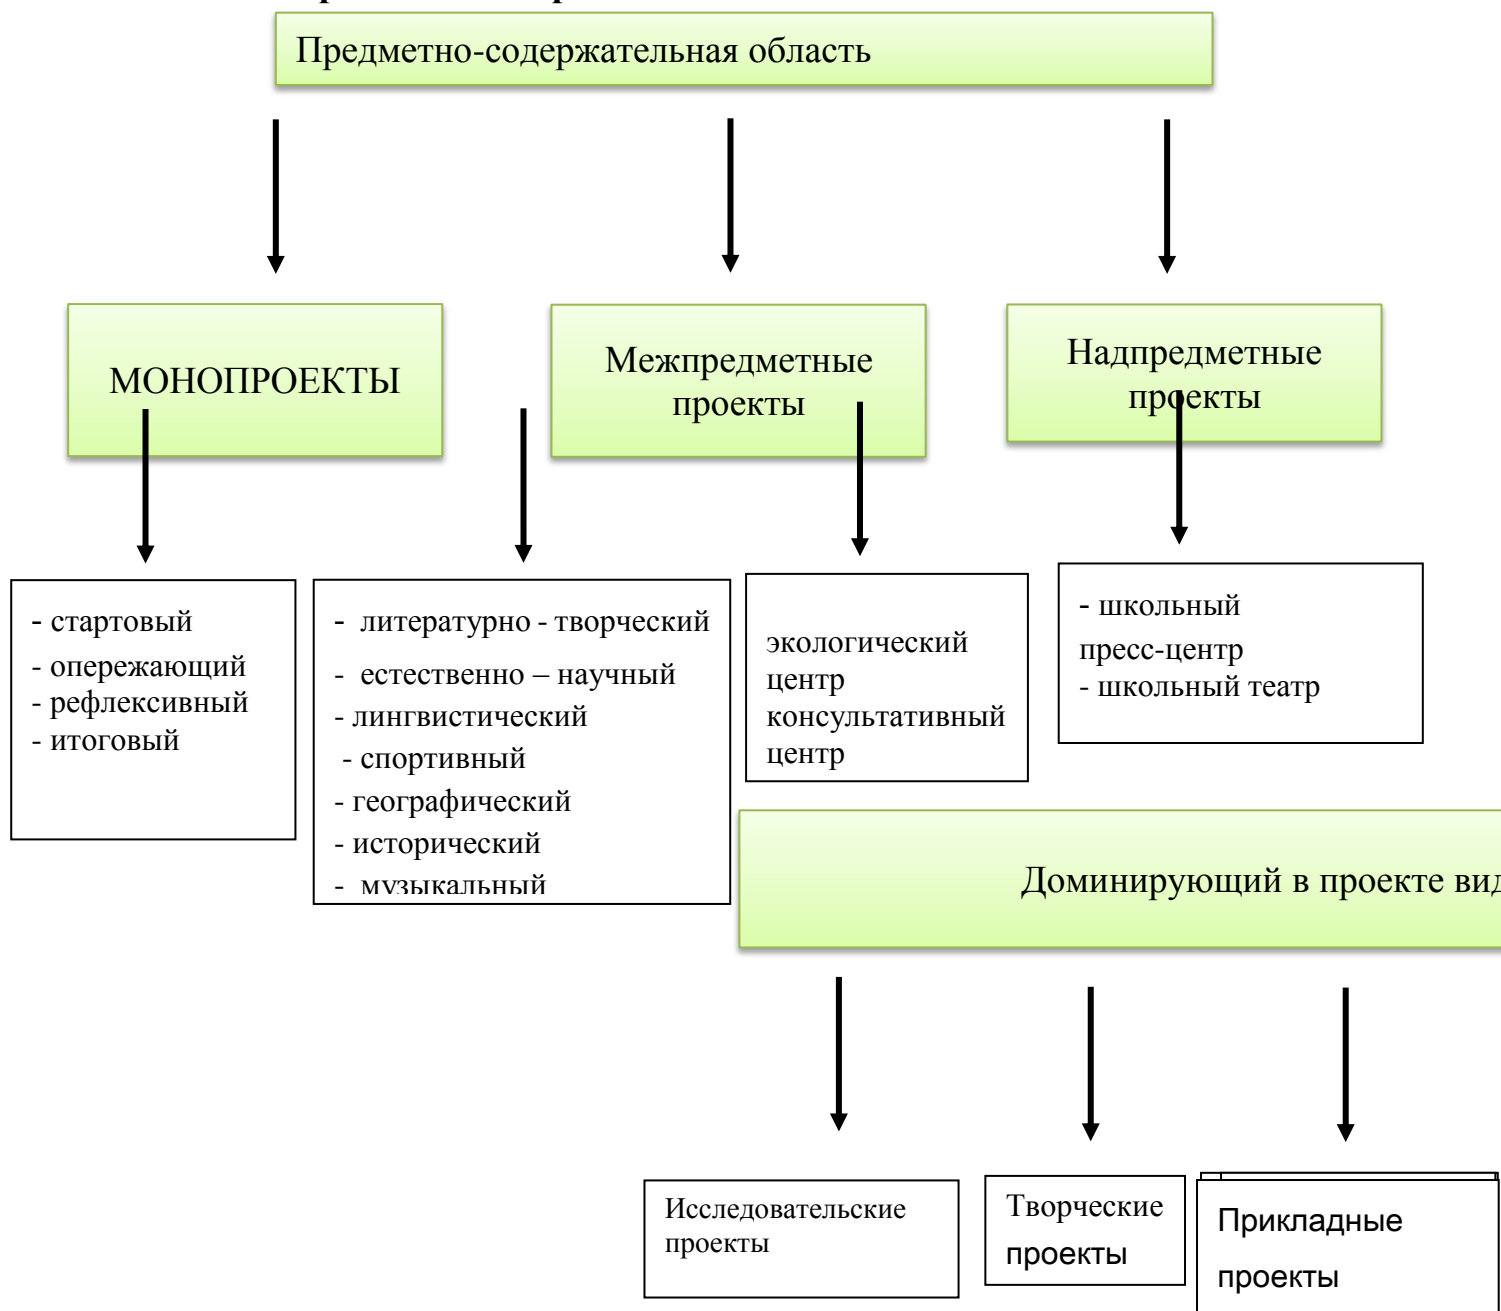 Предметно-содержательная область
МОНОПРОЕКТЫ
Межпредметные
проекты
Надпредметные
проекты
- стартовый
- опережающий
- рефлексивный
- итоговый
- литературно - творческий
- естественно – научный
- лингвистический
- спортивный
- географический
- исторический
- музыкальный
экологический
центр
консультативный
центр
- школьный
пресс-центр
- школьный театр
Доминирующий в проекте вид
Исследовательские
проекты
Творческие
проекты
Прикладные
проекты